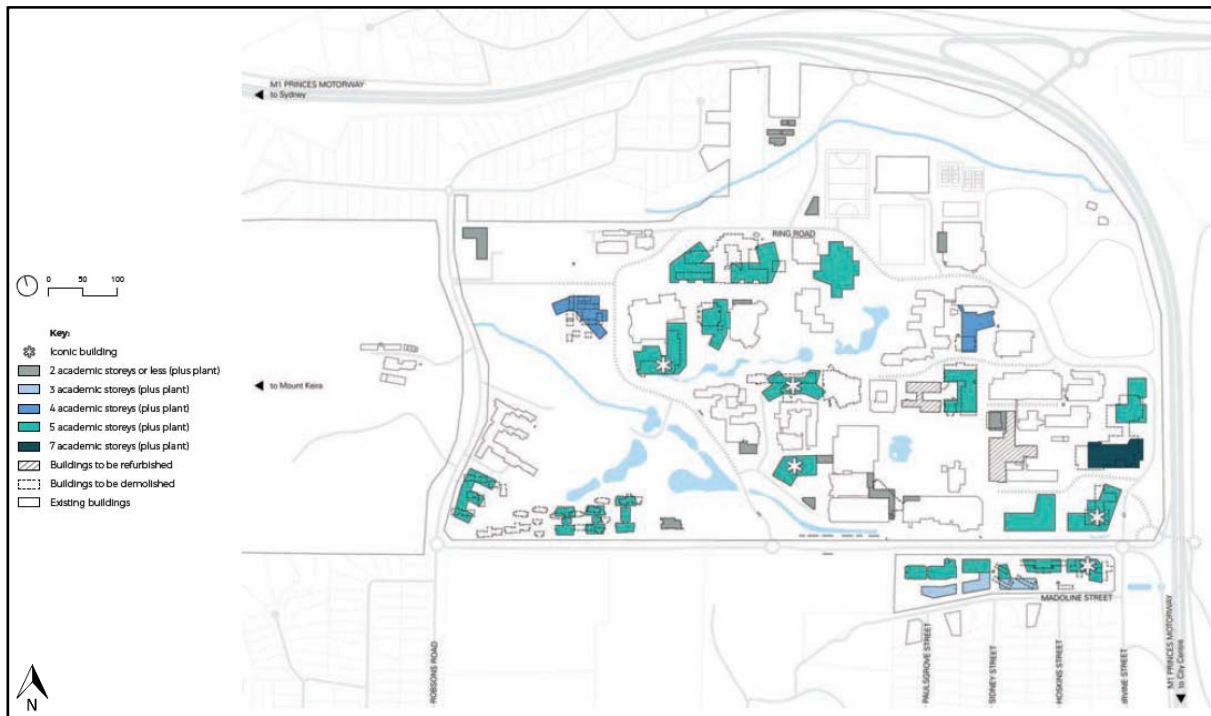 M1 PRINCES MOTORWAY
to Sydney
RING ROAD
0 50 100
Key:
Iconic building
2 academic storeys or less (plus plant)
3 academic storeys (plus plant)
4 academic storeys (plus plant)
5 academic storeys (plus plant)
7 academic storeys (plus plant)
Buildings to be refurbished
Buildings to be demolished
Existing buildings
to Mount Keira
MADOLINE STREET
ROBSONS ROAD
PAULSGROVE STREET
SIDNEY STREET
HOSKINS STREET
IRVINE STREET
M1 PRINCES MOTORWAY
to City Centre
N